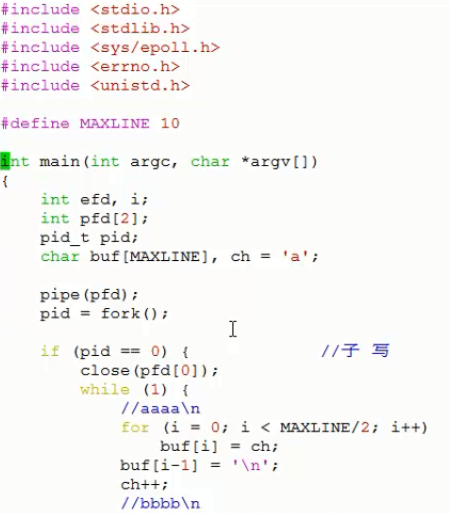 #include <stdio.h>
#include <stdlib.h>
#include <sys/epoll.h>
#include <errno.h>
#include <unistd.h>
#define MAXLINE 10
int main(int argc, char *argv[])
{
int efd, i;
int pfd[2];
pid_t pid;
char buf[MAXLINE], ch = 'a';
pipe(pfd);
pid = fork();
if (pid == 0) { //子 写
close(pfd[0]);
while (1) {
//aaaa\n
for (i = 0; i < MAXLINE/2; i++)
buf[i] = ch;
buf[i-1] = '\n';
ch++;
//bbbb\n